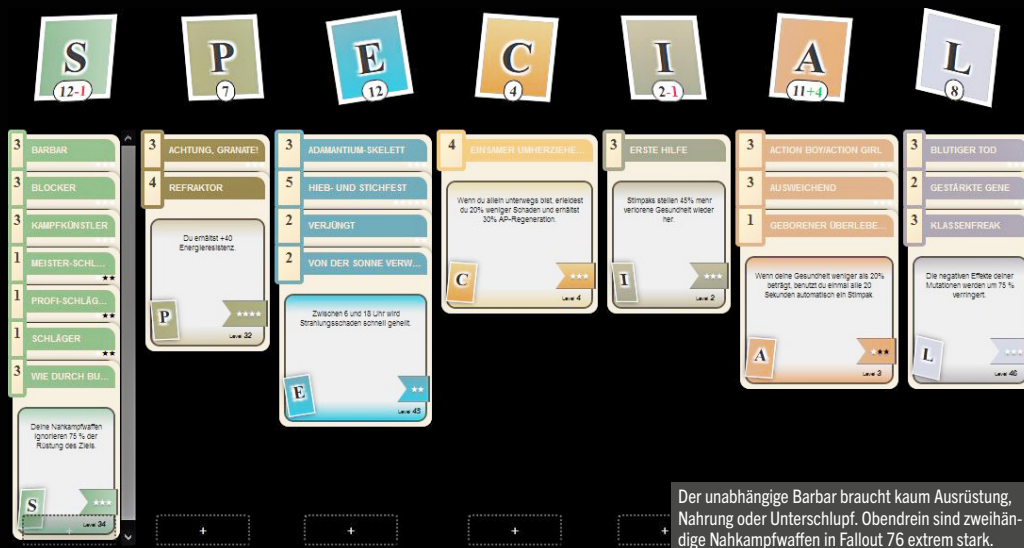 S
12-1
P
7
E
12
C
4
I
2-1
A
11+4
L
8
3 BARBAR
3 BLOCKER
3 KAMPFKÜNSTLER
1 MEISTER-SCHL...
1 PROFI-SCHLÄG...
1 SCHLÄGER
3 WIE DURCH BU...
Deine Nahkampfwaffen
ignorieren 75 % der
Rüstung des Ziels.
S
Level 34
+
3 ACHTUNG, GRANATE!
4 REFRAKTOR
Du erhältst +40
Energieresistenz.
P
Level 32
+
3 ADAMANTIUM-SKELETT
5 HIEB- UND STICHFEST
2 VERJÜNGT
2 VON DER SONNE VERW...
Zwischen 6 und 18 Uhr wird
Strahlungsschaden schnell geheilt.
E
Level 43
+
4 EINSAMER UMHERZIEHE...
Wenn du allein unterwegs bist, erleidest
du 20% weniger Schaden und erhältst
30% AP-Regeneration.
C
Level 4
+
3 ERSTE HILFE
Stimpaks stellen 45% mehr
verlorene Gesundheit wieder
her.
I
Level 2
+
3 ACTION BOY/ACTION GIRL
3 AUSWEICHEND
1 GEBORENER ÜBERLEBE...
Wenn deine Gesundheit weniger als 20%
beträgt, benutzt du einmal alle 20
Sekunden automatisch ein Stimpak
A
Level 3
3 BLUTIGER TOD
2 GESTÄRKTE GENE
3 KLASSENFREAK
Die negativen Effekte deiner
Mutationen werden um 75 %
verringert.
L
Level 46
Der unabhängige Barbar braucht kaum Ausrüstung,
Nahrung oder Unterschlupf. Obendrein sind zweihän-
dige Nahkampfwaffen in Fallout 76 extrem stark.